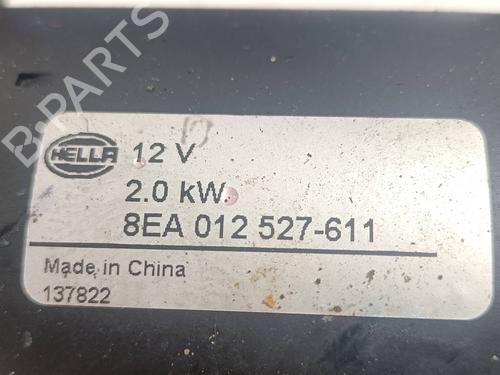 B-PARTS
HELLA
12 V
2.0 kW
8EA 012 527-611
Made in China
137822